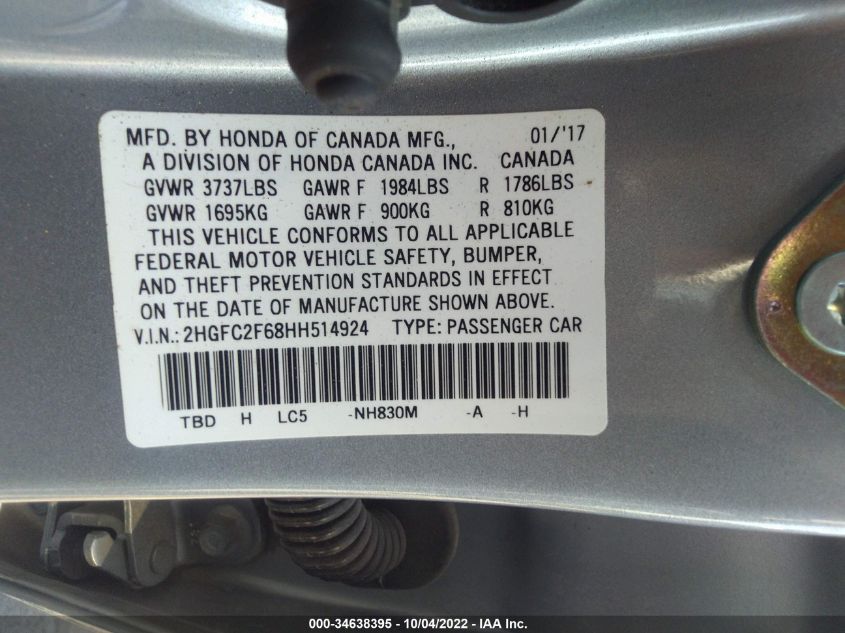 MFD. BY HONDA OF CANADA MFG., 01/'17
A DIVISION OF HONDA CANADA INC. CANADA
GVWR 3737LBS GAWR F 1984LBS R 1786LBS
GVWR 1695KG GAWR F 900KG R 810KG
THIS VEHICLE CONFORMS TO ALL APPLICABLE
FEDERAL MOTOR VEHICLE SAFETY, BUMPER,
AND THEFT PREVENTION STANDARDS IN EFFECT
ON THE DATE OF MANUFACTURE SHOWN ABOVE.
V.I.N.: 2HGFC2F68HH514924 TYPE: PASSENGER CAR
TBD H LC5 -NH830M -A -H
000-34638395 - 10/04/2022 - IAA Inc.